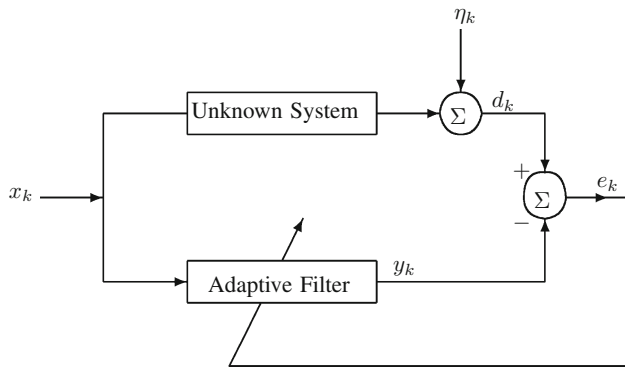 η_k
Unknown System
Σ
d_k
x_k
+
Σ
e_k
−
Adaptive Filter
y_k